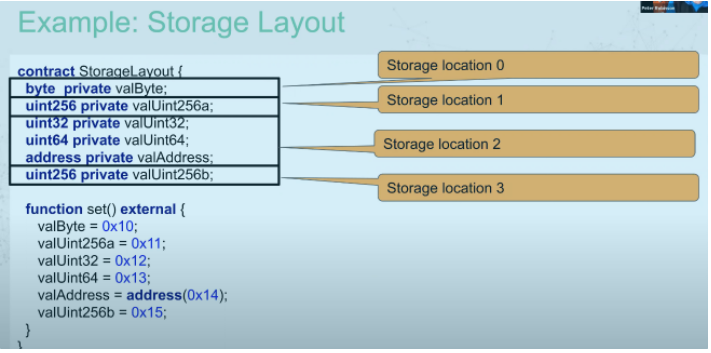 Example: Storage Layout
contract StorageLayout {
byte private valByte;
uint256 private valUint256a;
uint32 private valUint32;
uint64 private valUint64;
address private valAddress;
uint256 private valUint256b;
Storage location 0
Storage location 1
Storage location 2
Storage location 3
function set() external {
valByte = 0x10;
valUint256a = 0x11;
valUint32 = 0x12;
valUint64 = 0x13;
valAddress = address(0x14);
valUint256b = 0x15;
}
}